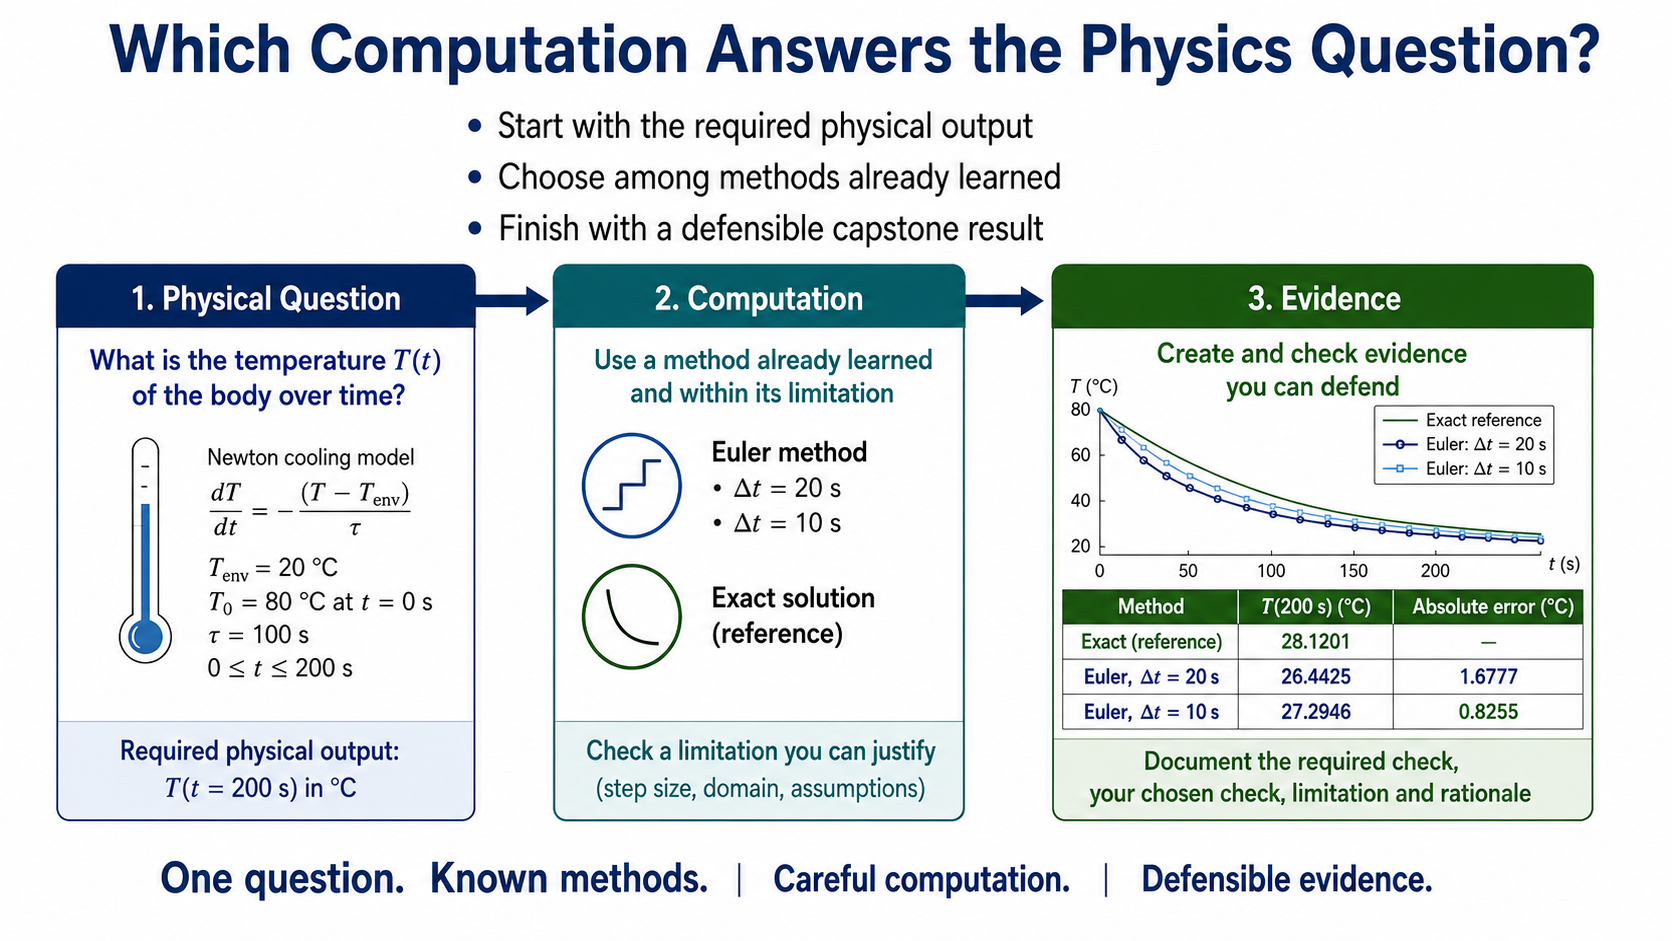 Which Computation Answers the Physics Question?
• Start with the required physical output
• Choose among methods already learned
• Finish with a defensible capstone result
1. Physical Question
What is the temperature T(t)
of the body over time?
Newton cooling model
dT/dt = − (T − T_env)/τ
T_env = 20 °C
T_0 = 80 °C at t = 0 s
τ = 100 s
0 ≤ t ≤ 200 s
Required physical output:
T(t = 200 s) in °C
2. Computation
Use a method already learned
and within its limitation
Euler method
• Δt = 20 s
• Δt = 10 s
Exact solution
(reference)
Check a limitation you can justify
(step size, domain, assumptions)
3. Evidence
Create and check evidence
you can defend
T (°C)
80
60
40
20
0 50 100 150 200
t (s)
Exact reference
Euler: Δt = 20 s
Euler: Δt = 10 s
Method T(200 s) (°C) Absolute error (°C)
Exact (reference) 28.1201 —
Euler, Δt = 20 s 26.4425 1.6777
Euler, Δt = 10 s 27.2946 0.8255
Document the required check,
your chosen check, limitation and rationale
One question. Known methods. | Careful computation. | Defensible evidence.